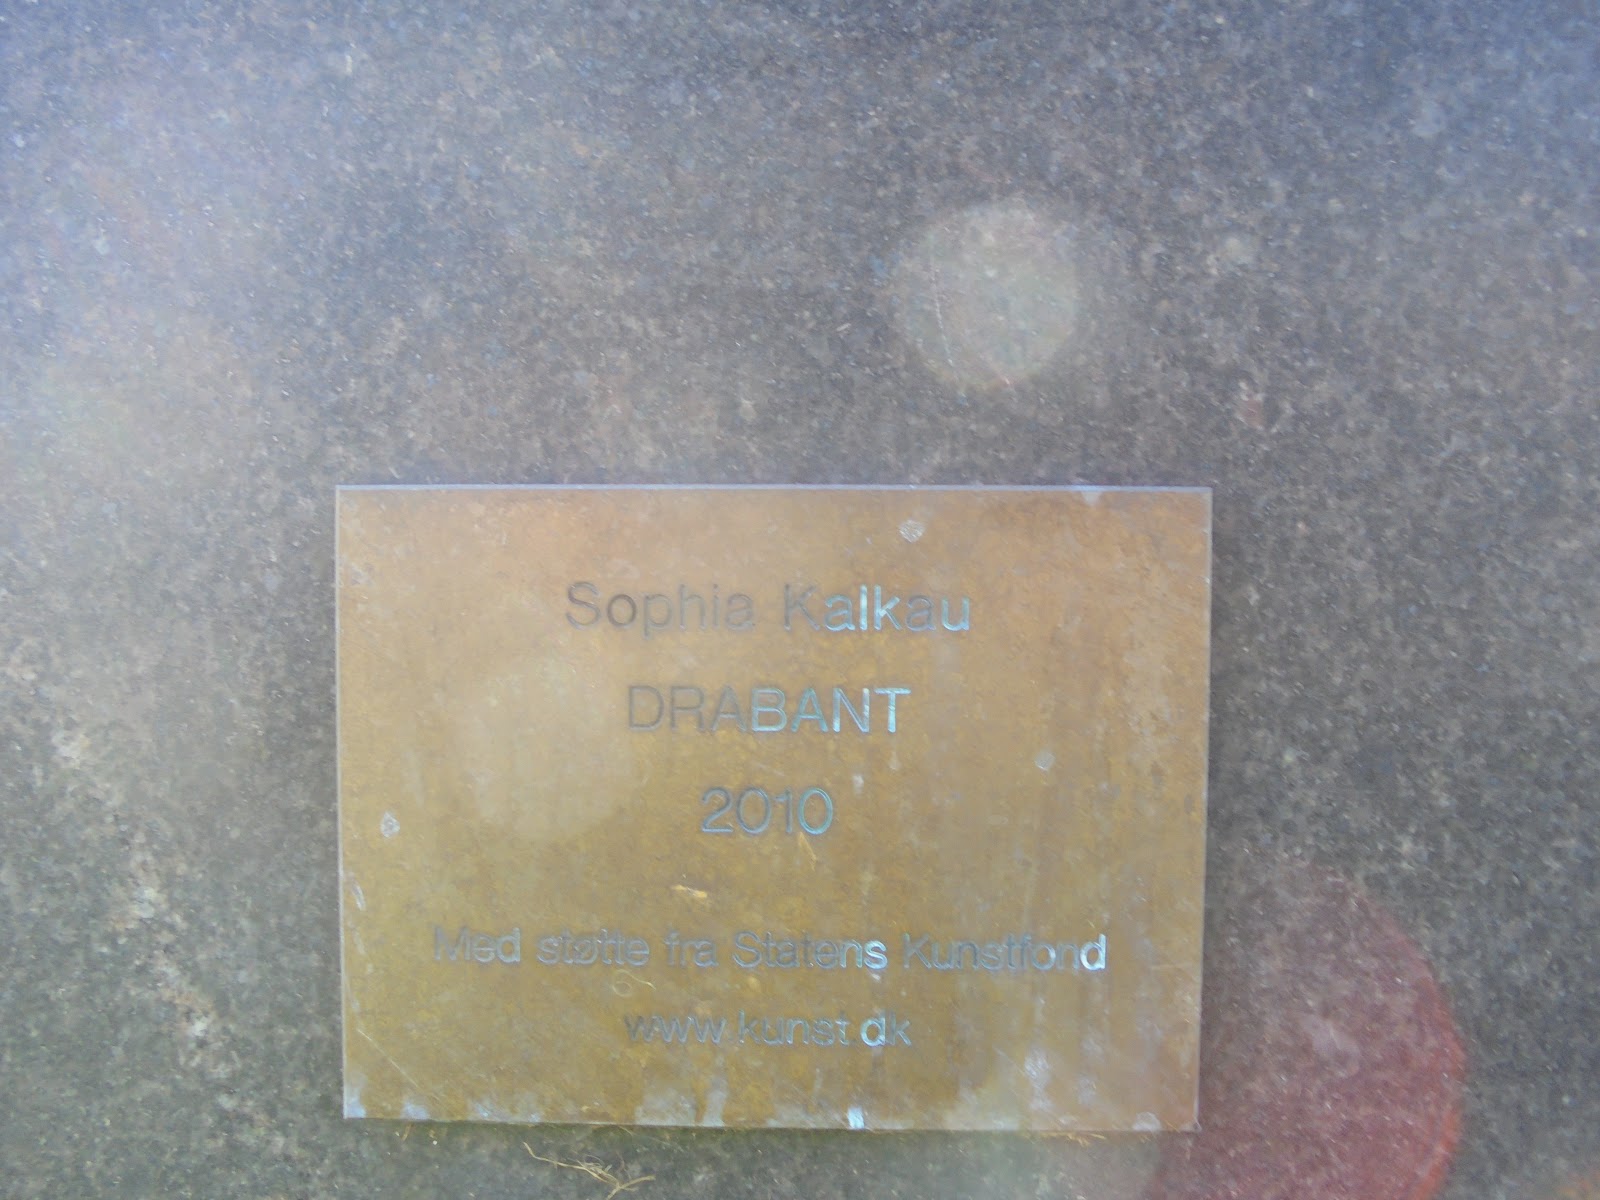 Sophia Kalkau
DRABANT
2010
Med støtte fra Statens Kunstfond
www.kunst.dk